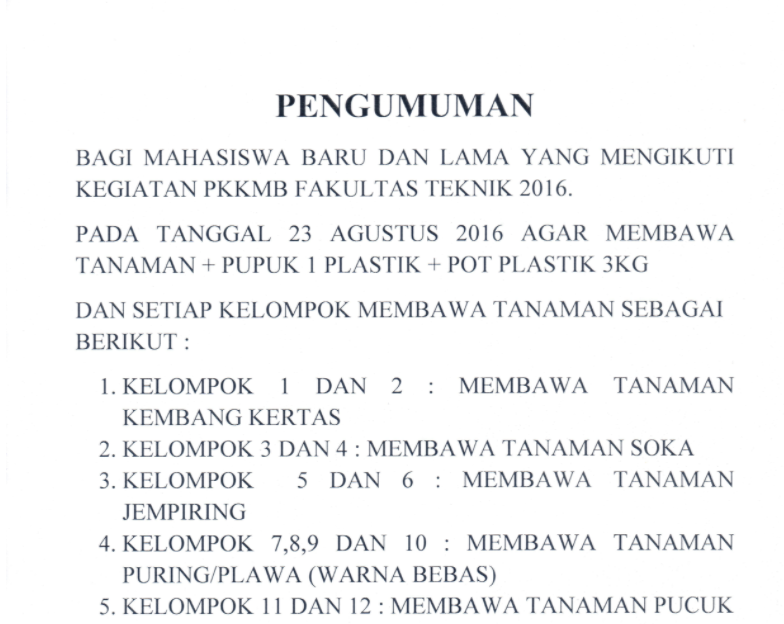 PENGUMUMAN
BAGI MAHASISWA BARU DAN LAMA YANG MENGIKUTI
KEGIATAN PKKMB FAKULTAS TEKNIK 2016.
PADA TANGGAL 23 AGUSTUS 2016 AGAR MEMBAWA
TANAMAN + PUPUK 1 PLASTIK + POT PLASTIK 3KG
DAN SETIAP KELOMPOK MEMBAWA TANAMAN SEBAGAI
BERIKUT :
1. KELOMPOK 1 DAN 2 : MEMBAWA TANAMAN
KEMBANG KERTAS
2. KELOMPOK 3 DAN 4 : MEMBAWA TANAMAN SOKA
3. KELOMPOK 5 DAN 6 : MEMBAWA TANAMAN
JEMPIRING
4. KELOMPOK 7,8,9 DAN 10 : MEMBAWA TANAMAN
PURING/PLAWA (WARNA BEBAS)
5. KELOMPOK 11 DAN 12 : MEMBAWA TANAMAN PUCUK